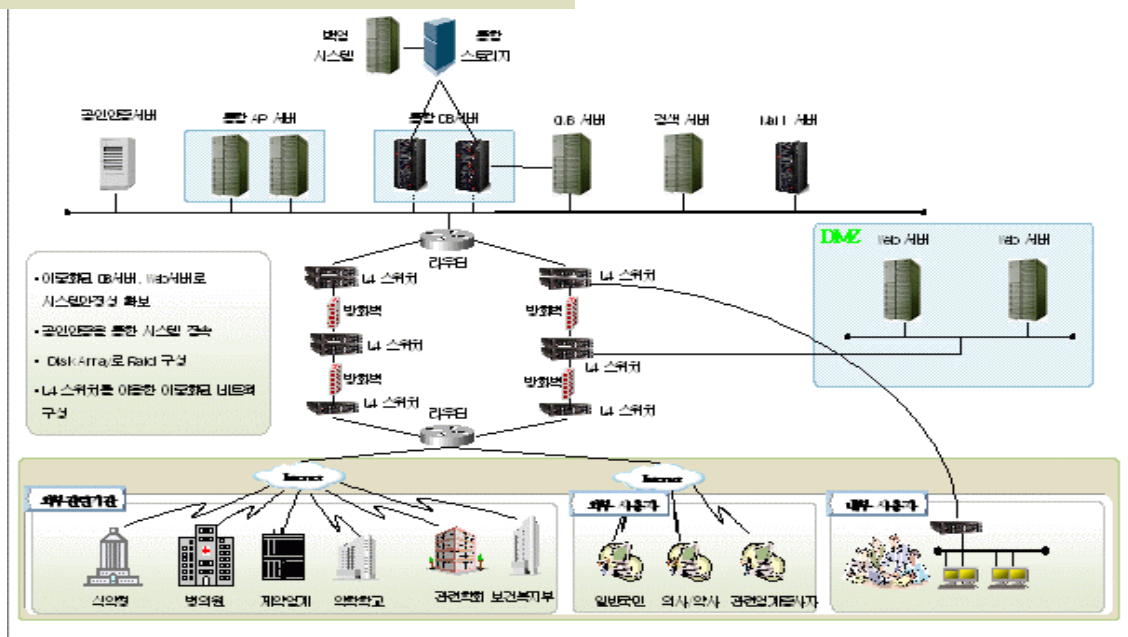 백업
시스템
통합
스토리지
공인인증서버
통합 AP 서버
통합 DB서버
검색 서버
DMZ
Web 서버
Web 서버
라우터
L4 스위치
L4 스위치
방화벽
방화벽
L4 스위치
L4 스위치
방화벽
방화벽
L4 스위치
L4 스위치
라우터
• 이중화된 DB서버, Web서버로
시스템안정성 확보
• 공인인증을 통한 시스템 접속
• Disk Array로 Raid 구성
• L4 스위치를 이용한 이중화된 네트웍
구성
Internet
Internet
외부 관련기관
외부 사용자
내부 사용자
식약청
병의원
제약업계
약학학교
관련학회
보건복지부
일반국민
의사/약사
관련업계종사자